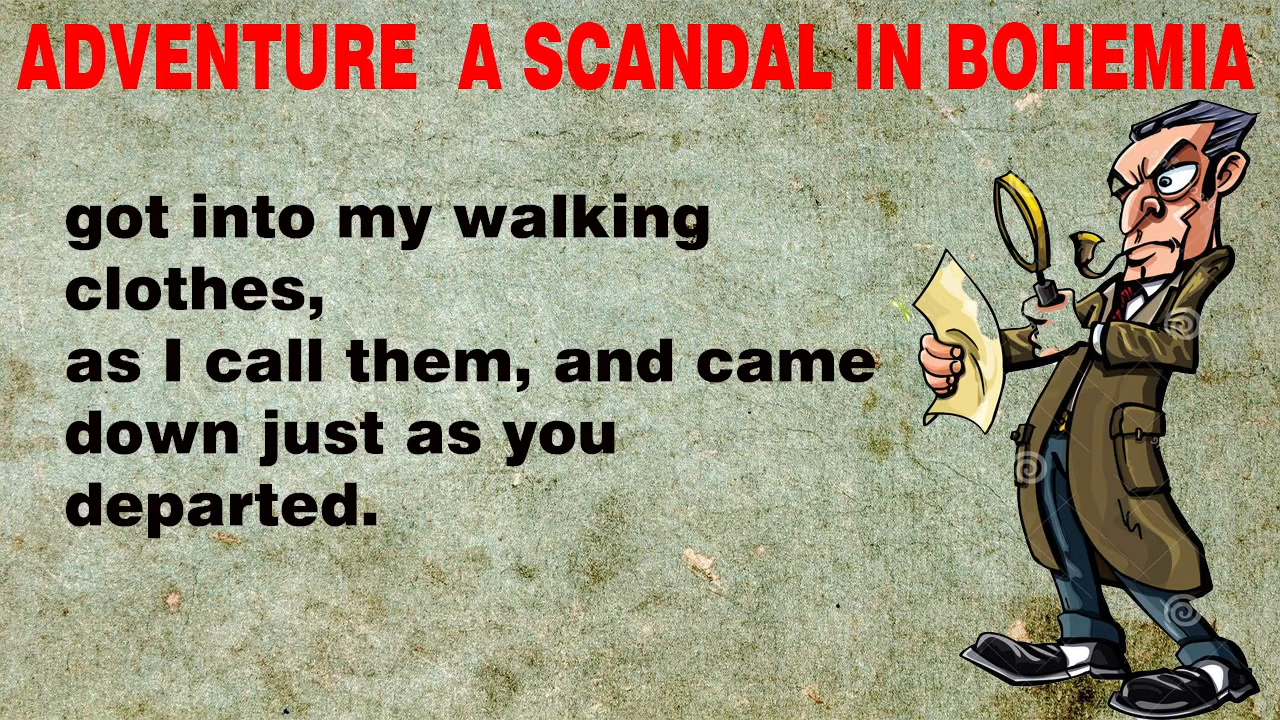 ADVENTURE A SCANDAL IN BOHEMIA
got into my walking
clothes,
as I call them, and came
down just as you
departed.